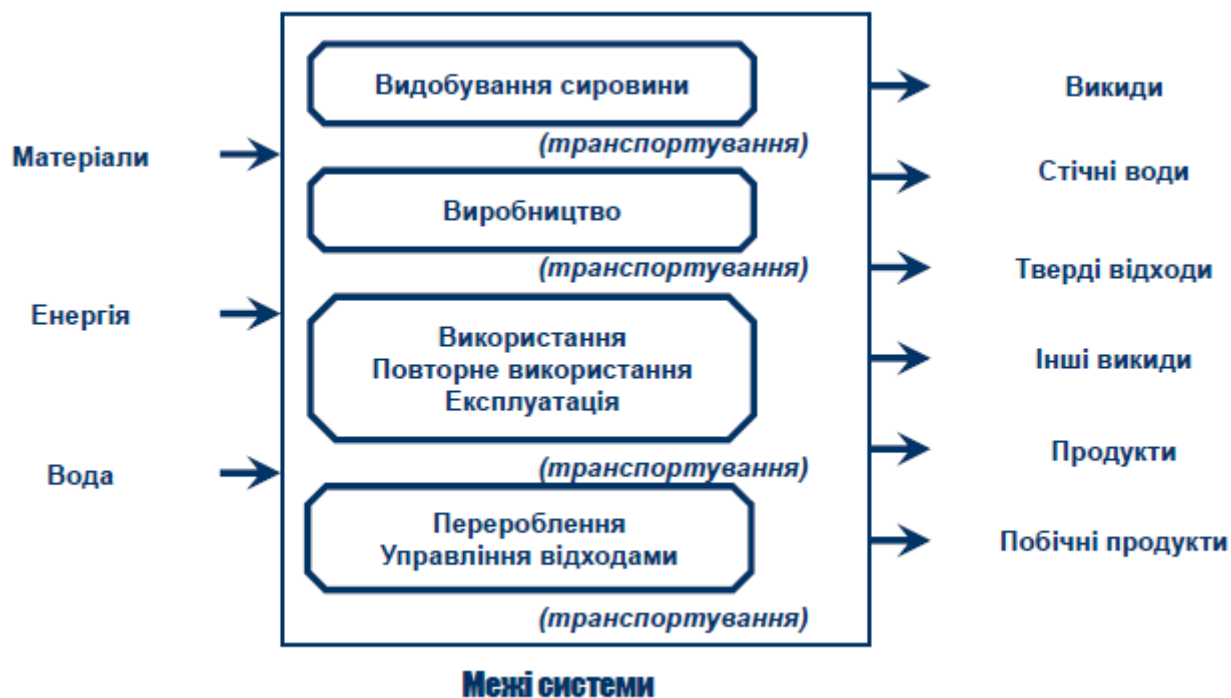 Видобування сировини
Викиди
(транспортування)
Матеріали
Стічні води
Виробництво
(транспортування)
Тверді відходи
Енергія
Використання
Повторне використання
Експлуатація
Інші викиди
Продукти
(транспортування)
Вода
Перероблення
Управління відходами
Побічні продукти
(транспортування)
Межі системи